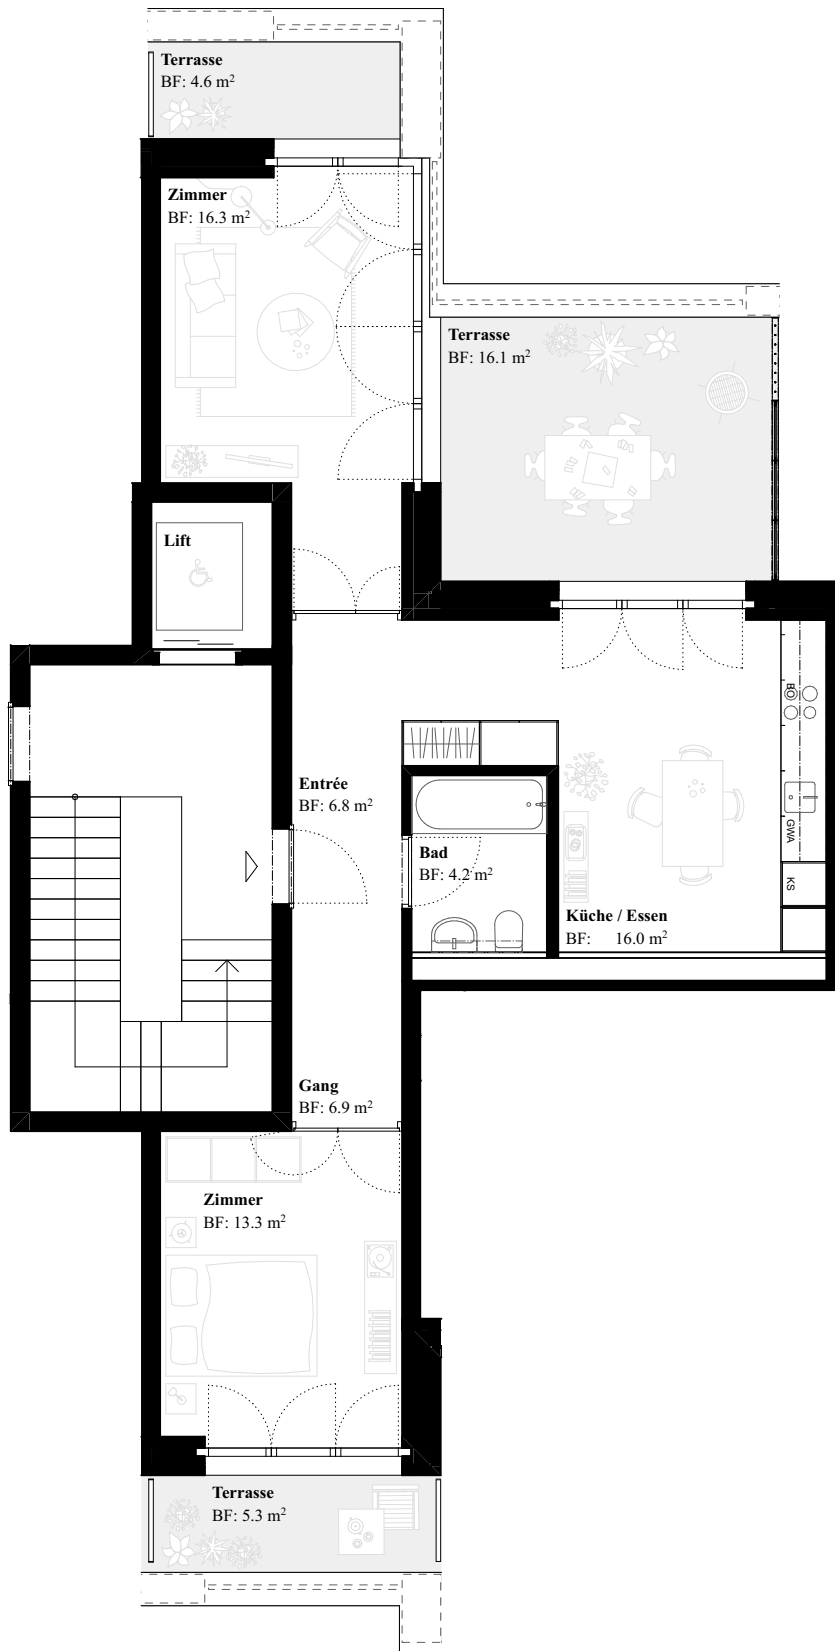 Terrasse
BF: 4.6 m²
Zimmer
BF: 16.3 m²
Terrasse
BF: 16.1 m²
Lift
BO
Entrée
BF: 6.8 m²
GWA
Bad
BF: 4.2 m²
KS
Küche / Essen
BF: 16.0 m²
Gang
BF: 6.9 m²
Zimmer
BF: 13.3 m²
Terrasse
BF: 5.3 m²